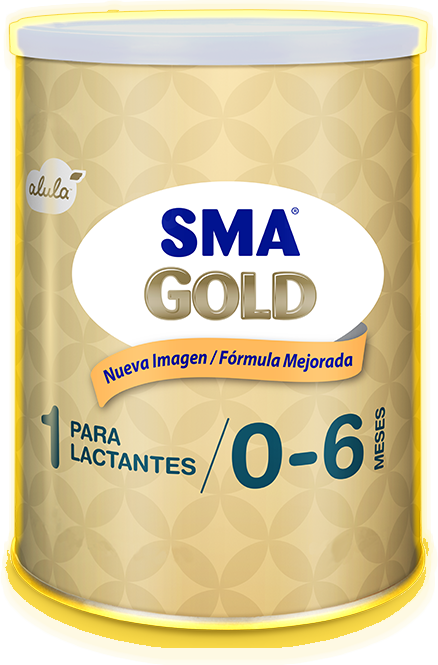 alula
SMA®
GOLD
Nueva Imagen / Fórmula Mejorada
1 PARA
LACTANTES / 0-6 MESES